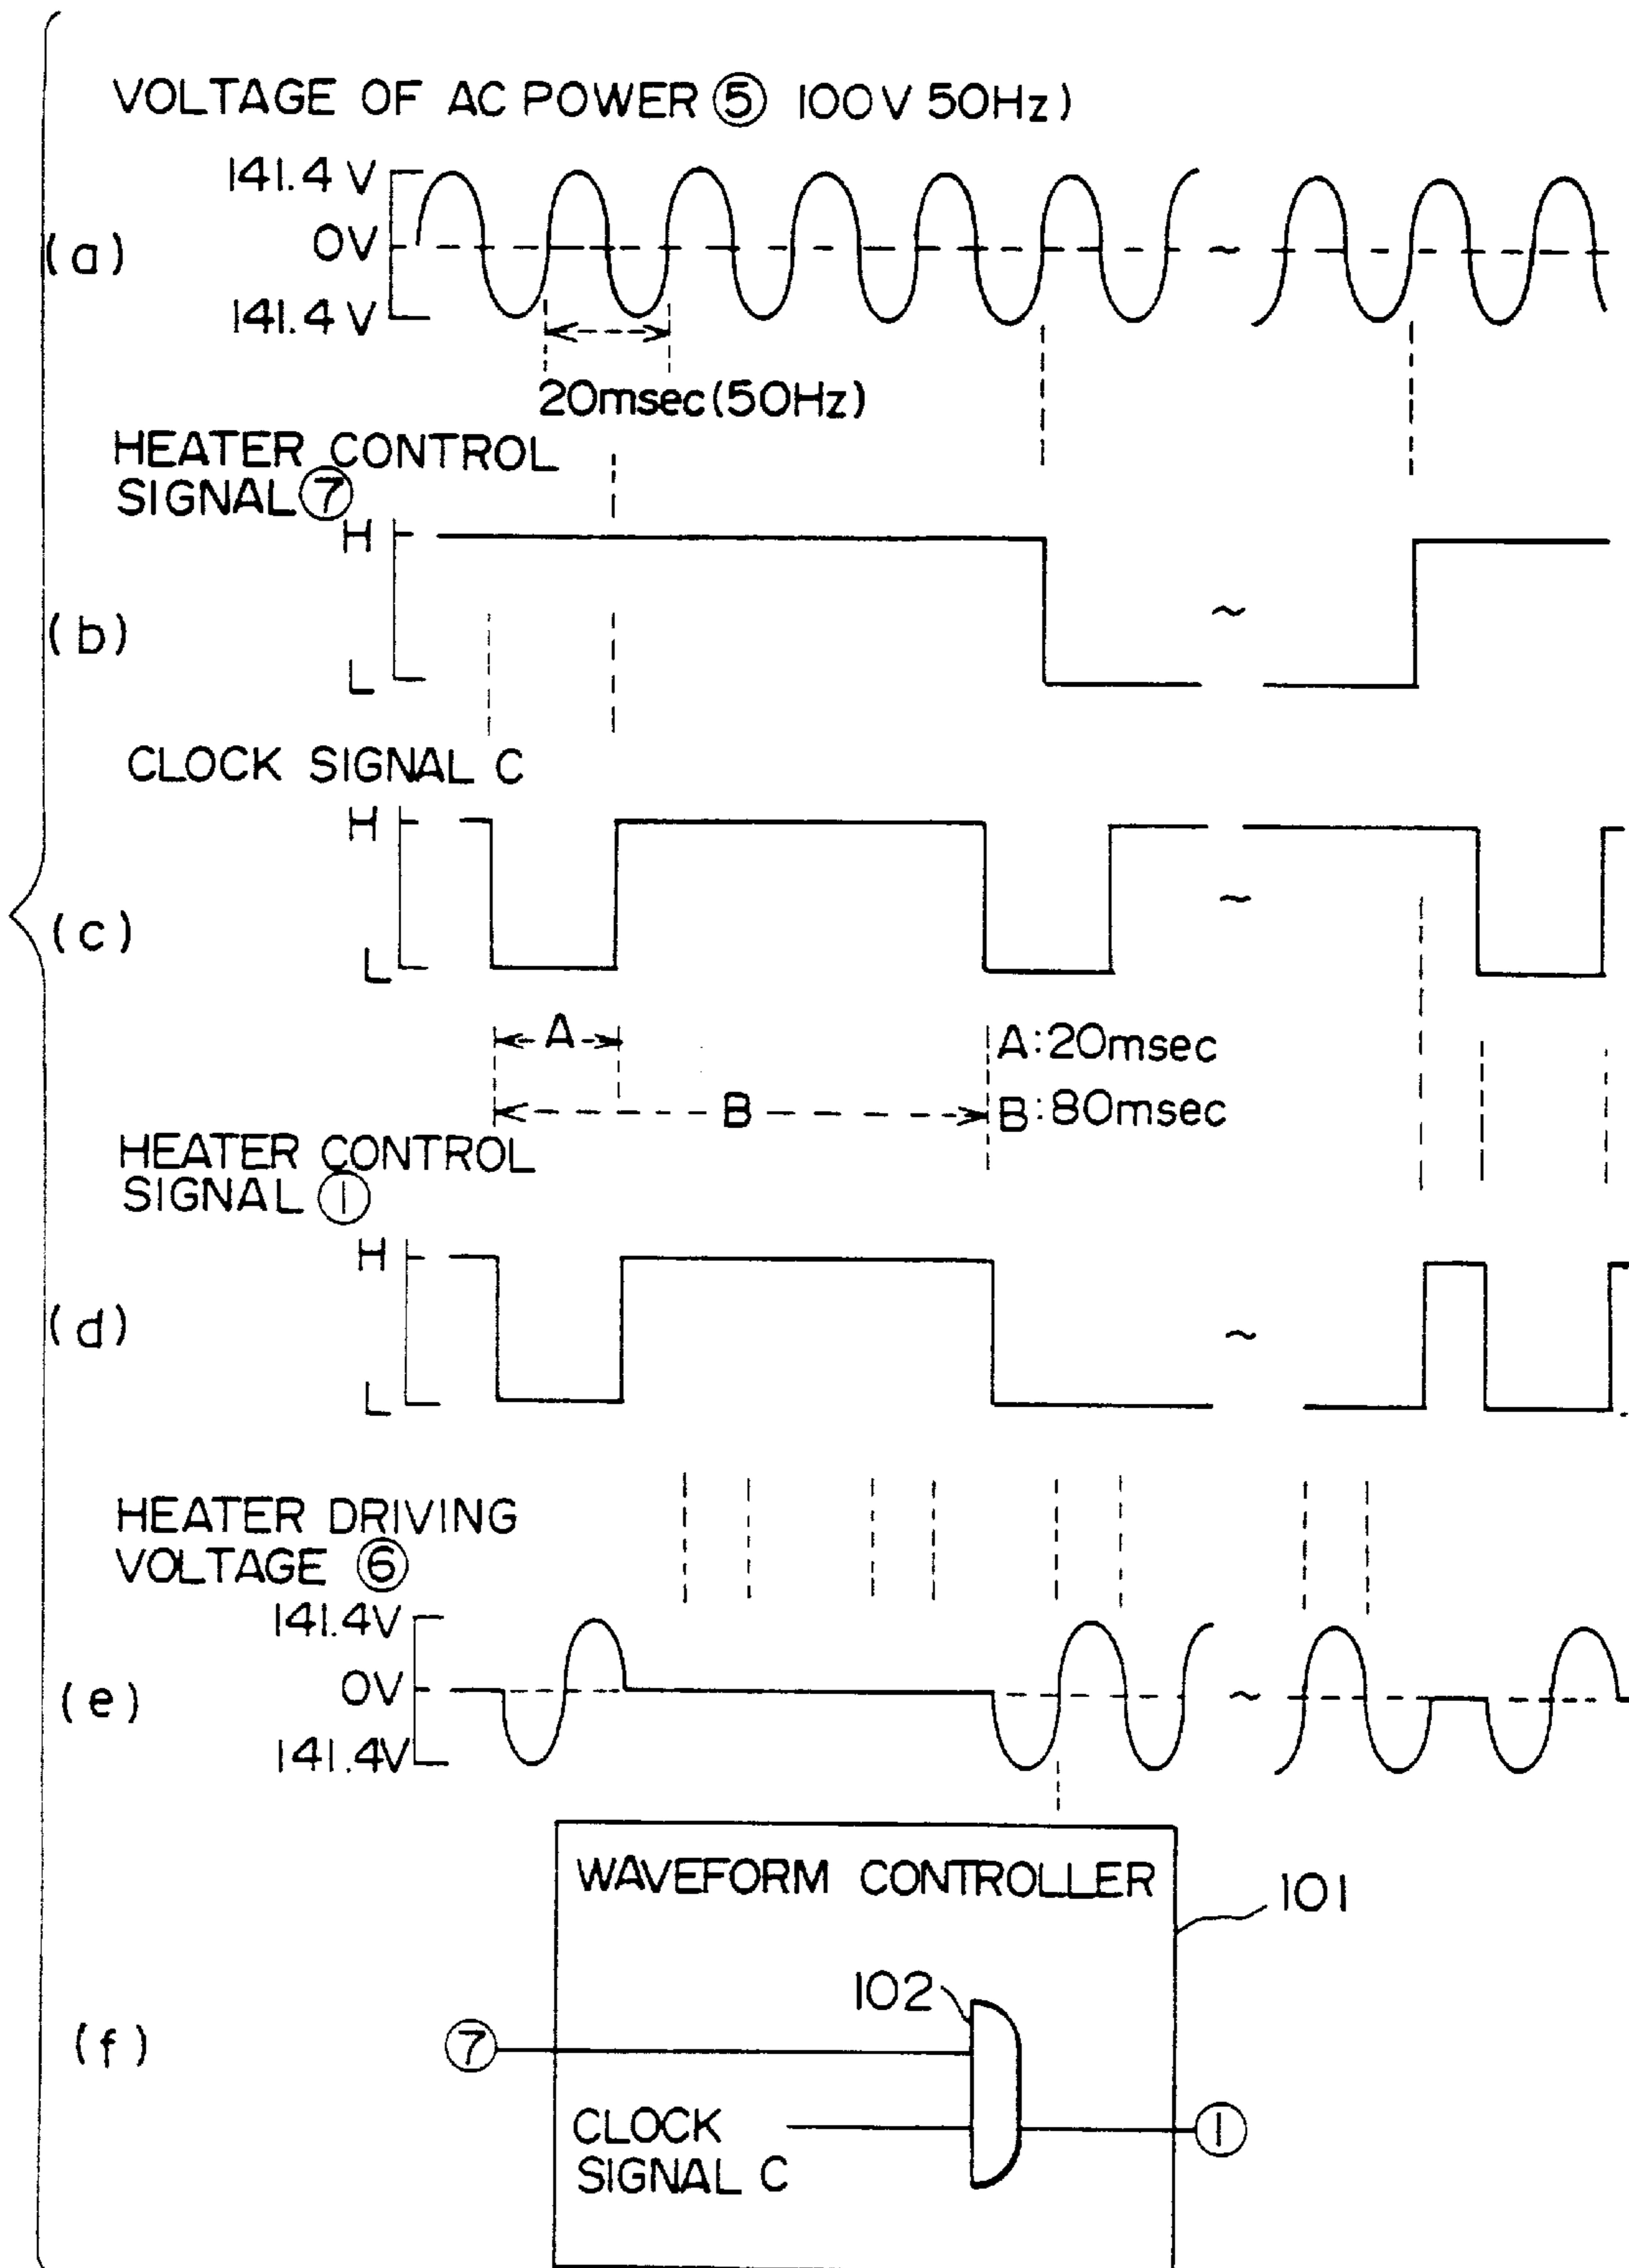 VOLTAGE OF AC POWER ⑤ 100V 50Hz)
141.4 V
(a)
0V
141.4 V
20msec(50Hz)
HEATER CONTROL
SIGNAL ⑦
H
(b)
~
L
CLOCK SIGNAL C
H
(c)
~
L
A
A:20msec
B
B:80msec
HEATER CONTROL
SIGNAL ①
H
(d)
~
L
HEATER DRIVING
VOLTAGE ⑥
141.4V
(e)
0V
~
141.4V
WAVEFORM CONTROLLER
101
102
(f)
⑦
CLOCK
SIGNAL C
①